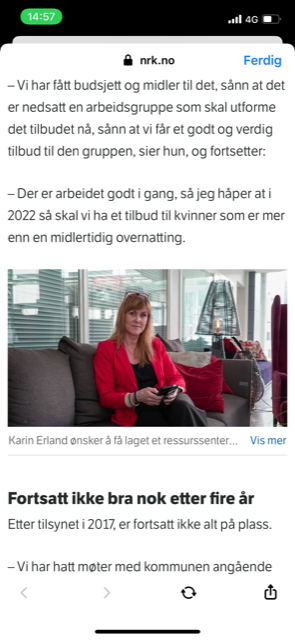 14:57
4G
nrk.no
Ferdig
– Vi har fått budsjett og midler til det, sånn at det
er nedsatt en arbeidsgruppe som skal utforme
det tilbudet nå, sånn at vi får et godt og verdig
tilbud til den gruppen, sier hun, og fortsetter:
– Der er arbeidet godt i gang, så jeg håper at i
2022 så skal vi ha et tilbud til kvinner som er mer
enn en midlertidig overnatting.
Karin Erland ønsker å få laget et ressurssenter...
Vis mer
Fortsatt ikke bra nok etter fire år
Etter tilsynet i 2017, er fortsatt ikke alt på plass.
– Vi har hatt møter med kommunen angående